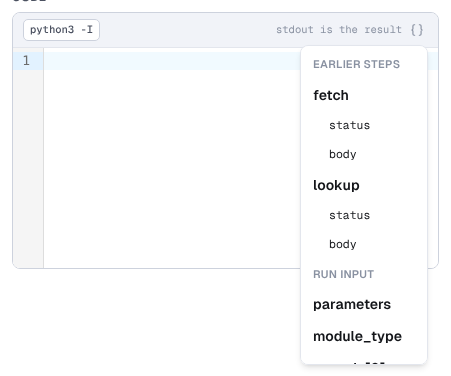 python3 -I
stdout is the result {}
1
EARLIER STEPS
fetch
status
body
lookup
status
body
RUN INPUT
parameters
module_type